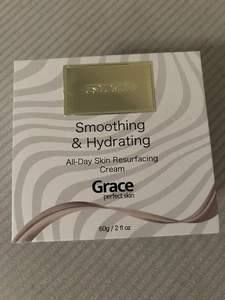 Smoothing
& Hydrating
All-Day Skin Resurfacing
Cream
Grace
perfect skin
60g / 2 fl oz